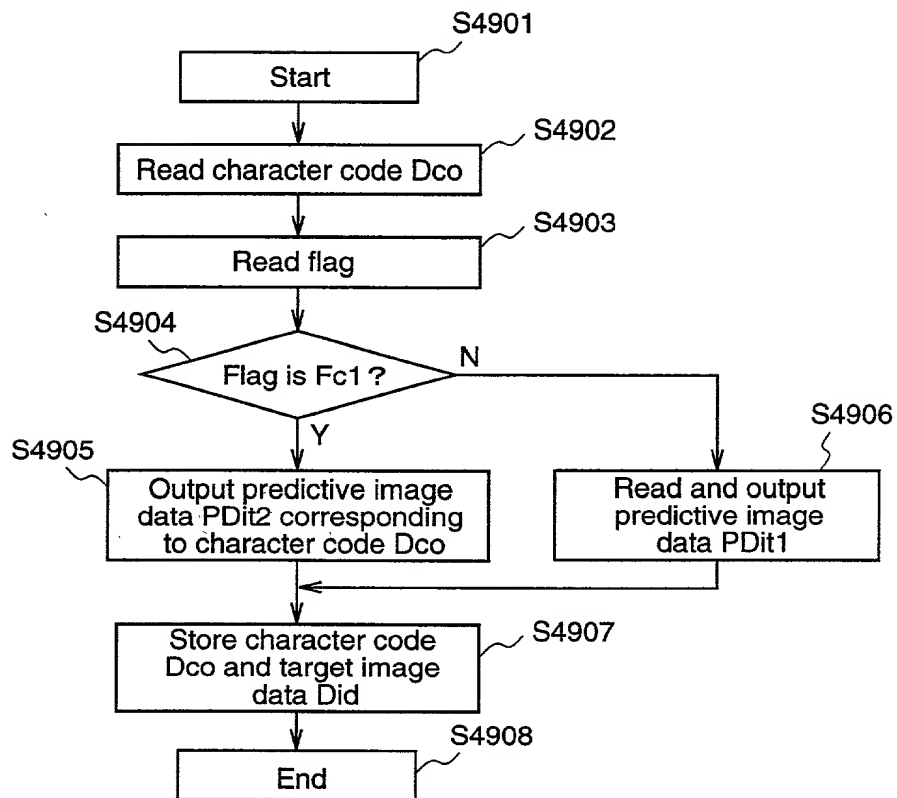 S4901
Start
S4902
Read character code Dco
S4903
Read flag
S4904
Flag is Fc1?
N
Y
S4905
Output predictive image
data PDit2 corresponding
to character code Dco
S4906
Read and output
predictive image
data PDit1
S4907
Store character code
Dco and target image
data Did
S4908
End